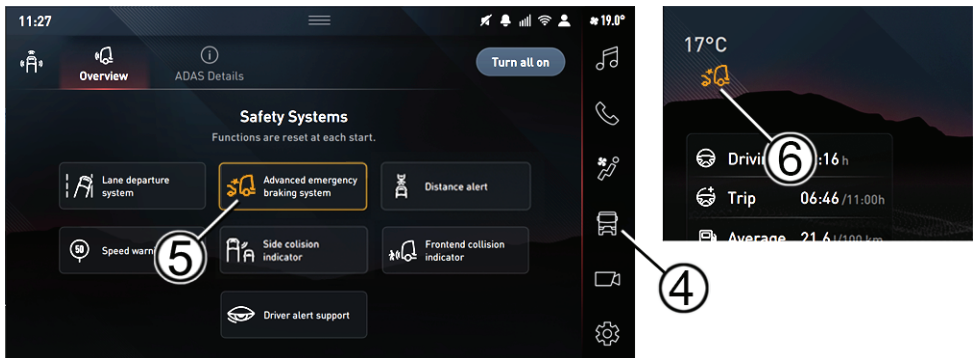 11:27
19.0°
Overview
ADAS Details
Turn all on
Safety Systems
Functions are reset at each start.
Lane departure
system
Advanced emergency
braking system
Distance alert
50
Speed
Side colision
indicator
Frontend collision
indicator
Driver alert support
5
4
17°C
6
:16 h
Trip
06:46 /11:00h
Average
21.6 l/100 km